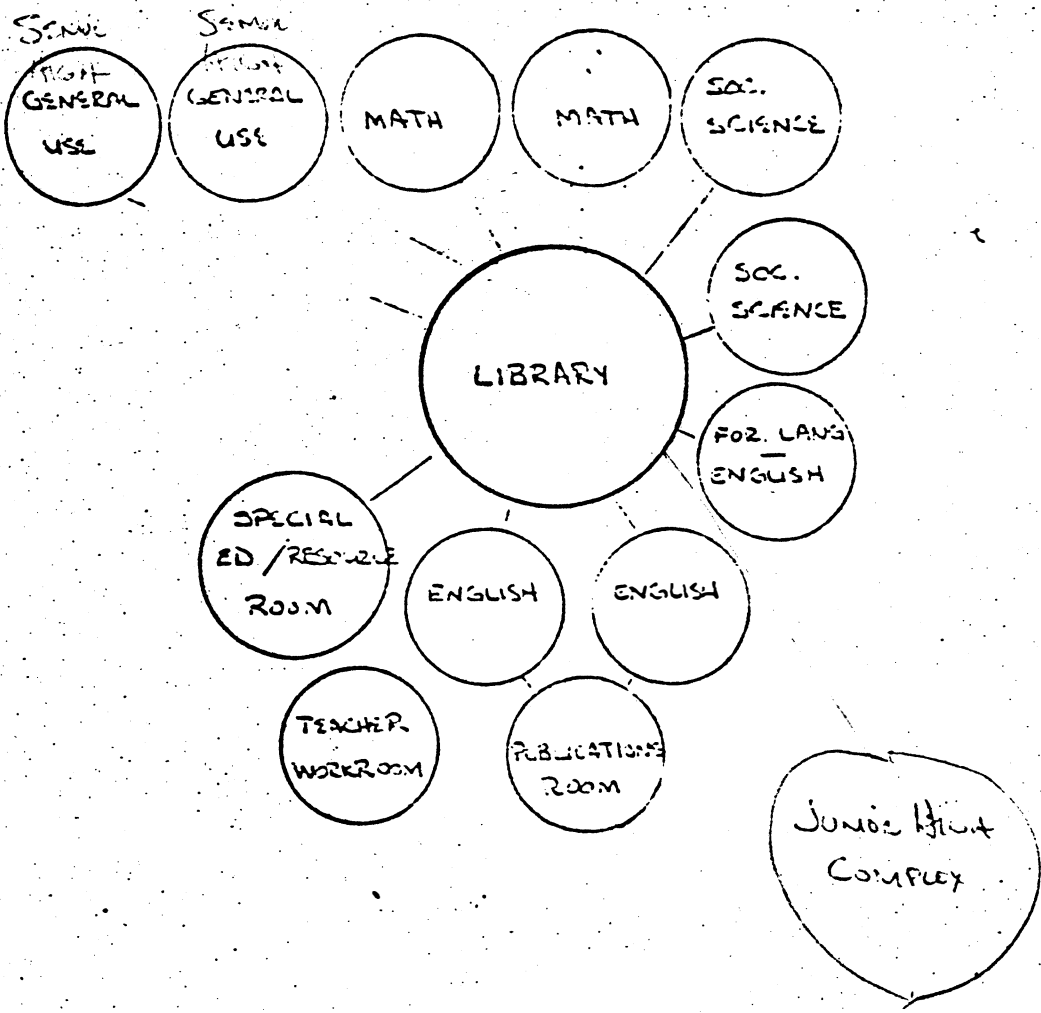 SENIOR
HIGH
GENERAL
USE
SENIOR
HIGH
GENERAL
USE
MATH
MATH
SOC.
SCIENCE
SOC.
SCIENCE
LIBRARY
FOR. LANG
ENGLISH
SPECIAL
ED./RESOURCE
ROOM
ENGLISH
ENGLISH
TEACHER
WORKROOM
PUBLICATIONS
ROOM
JUNIOR HIGH
COMPLEX